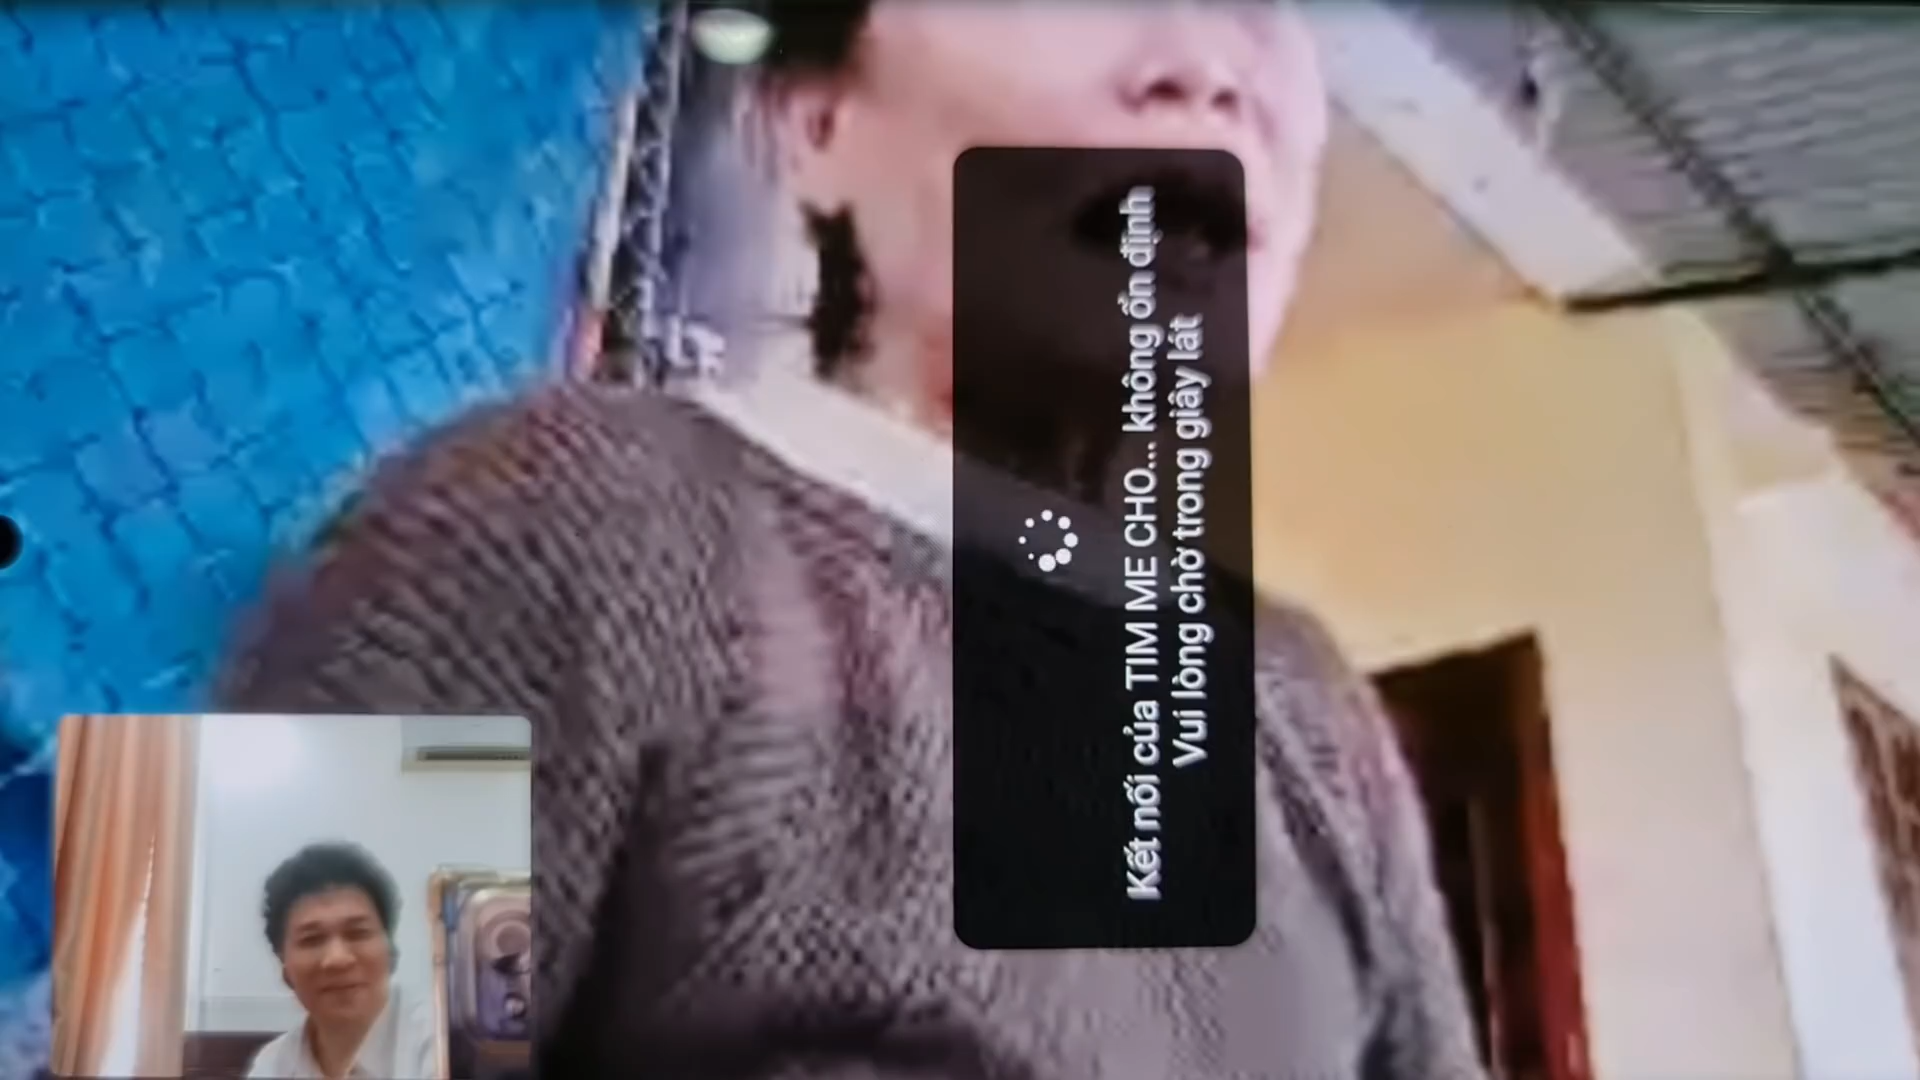 Kết nối của TIM ME CHO... không ổn định
Vui lòng chờ trong giây lát